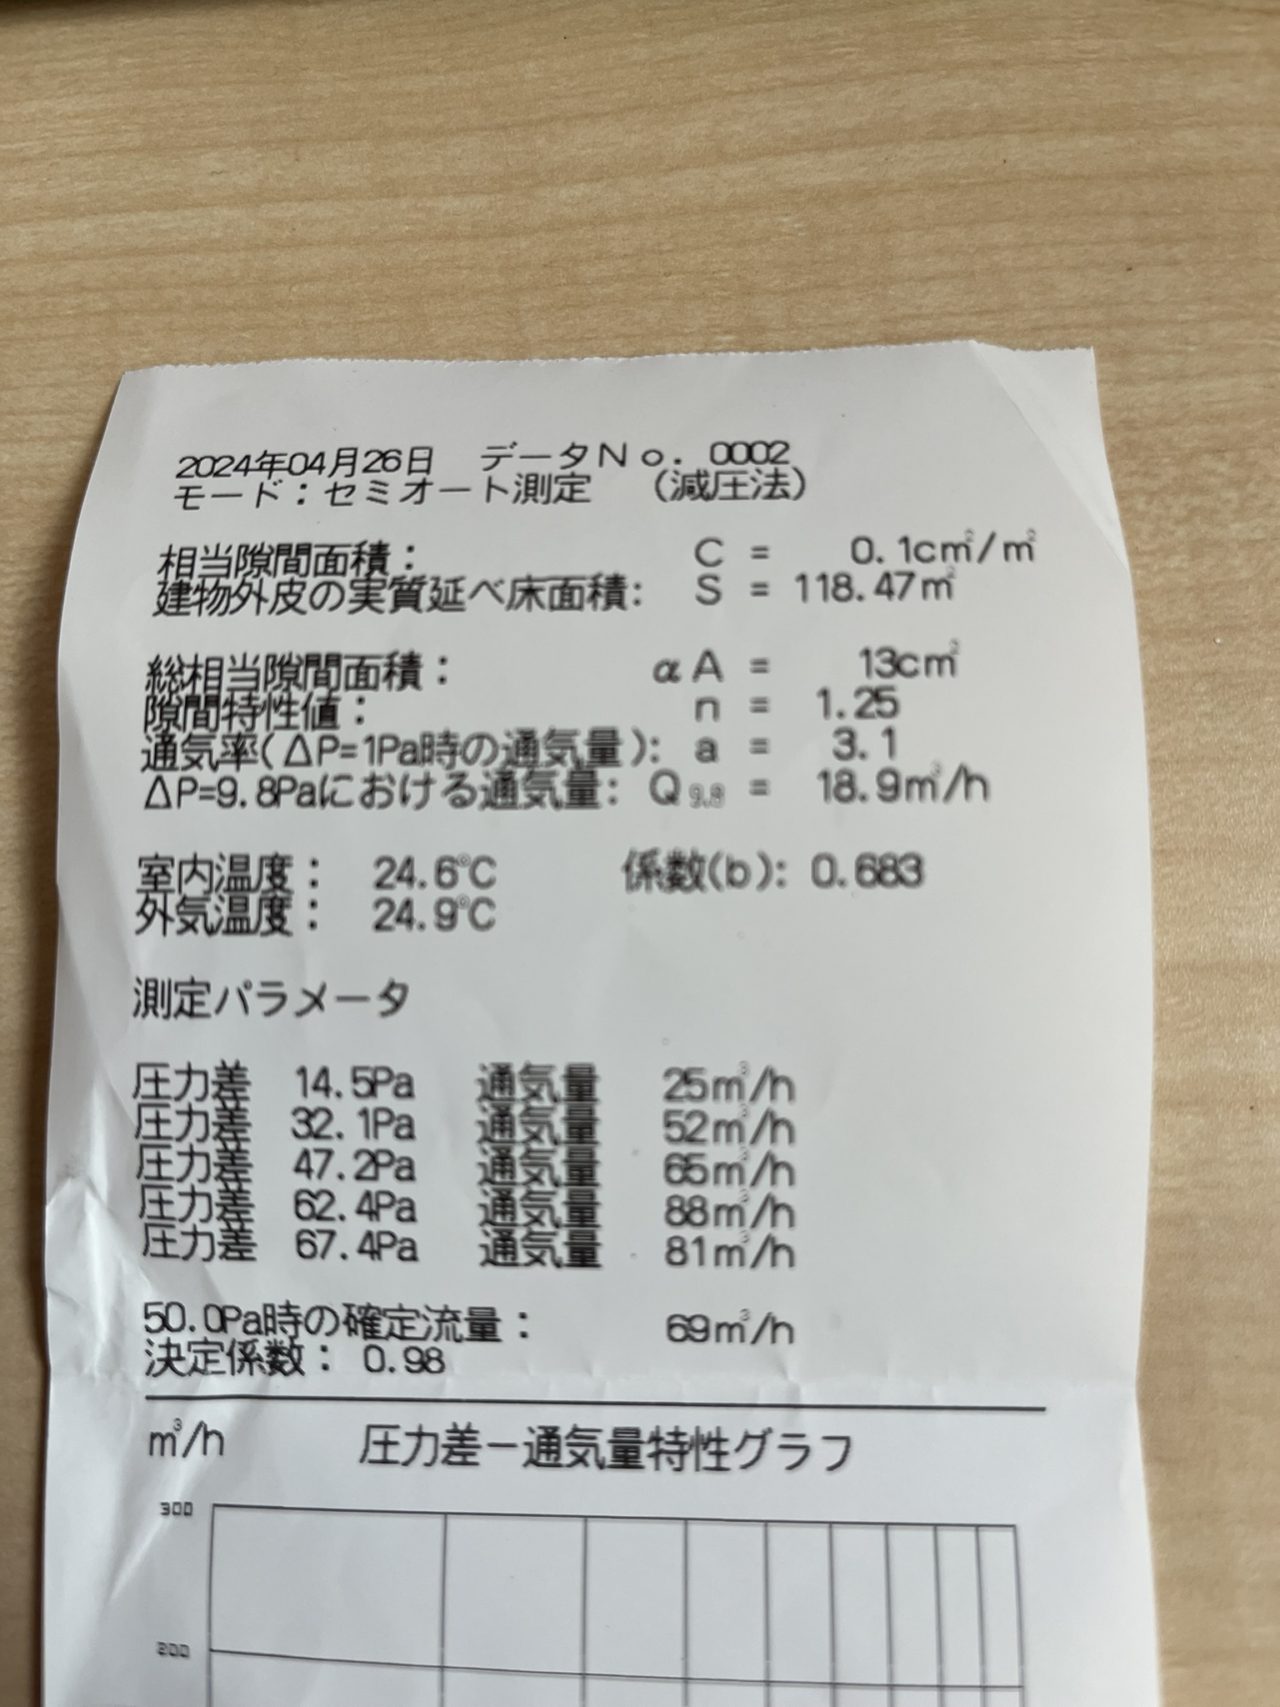 2024年04月26日 データNo. 0002
モード：セミオート測定 （減圧法）
相当隙間面積： C = 0.1cm²/m²
建物外皮の実質延べ床面積: S = 118.47m²
総相当隙間面積： αA = 13cm²
隙間特性値： n = 1.25
通気率(ΔP=1Pa時の通気量): a = 3.1
ΔP=9.8Paにおける通気量: Q9.8 = 18.9m³/h
室内温度： 24.6℃ 係数(b): 0.683
外気温度： 24.9℃
測定パラメータ
圧力差 14.5Pa 通気量 25m³/h
圧力差 32.1Pa 通気量 52m³/h
圧力差 47.2Pa 通気量 65m³/h
圧力差 62.4Pa 通気量 88m³/h
圧力差 67.4Pa 通気量 81m³/h
50.0Pa時の確定流量： 69m³/h
決定係数： 0.98
m³/h 圧力差－通気量特性グラフ
300
200